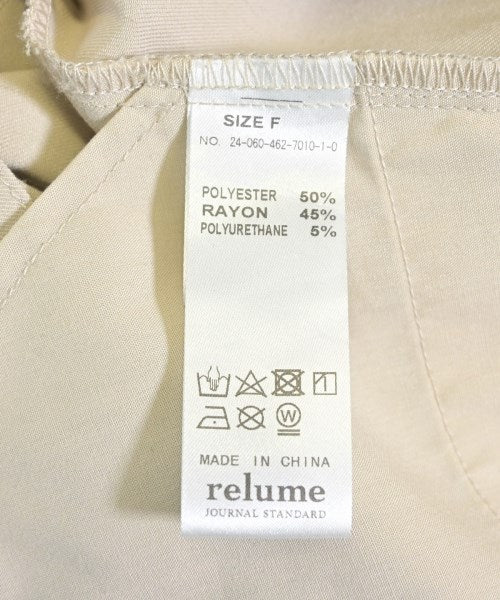 SIZE F
NO. 24-060-462-7010-1-0
POLYESTER 50%
RAYON 45%
POLYURETHANE 5%
W
MADE IN CHINA
relume
JOURNAL STANDARD